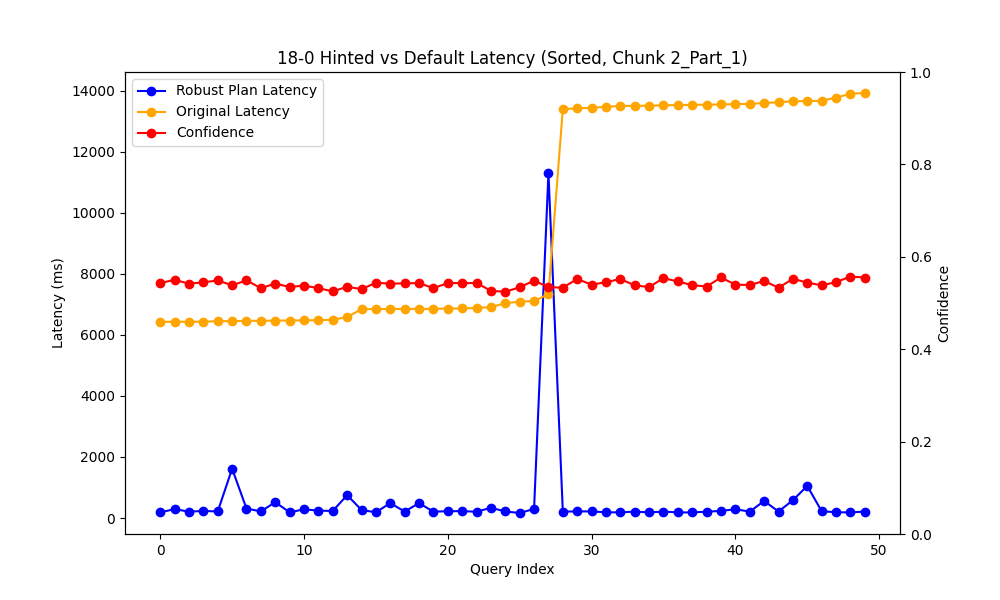 18-0 Hinted vs Default Latency (Sorted, Chunk 2_Part_1)
Robust Plan Latency
Original Latency
Confidence
14000
12000
10000
8000
6000
4000
2000
0
Latency (ms)
1.0
0.8
0.6
0.4
0.2
0.0
Confidence
0 10 20 30 40 50
Query Index